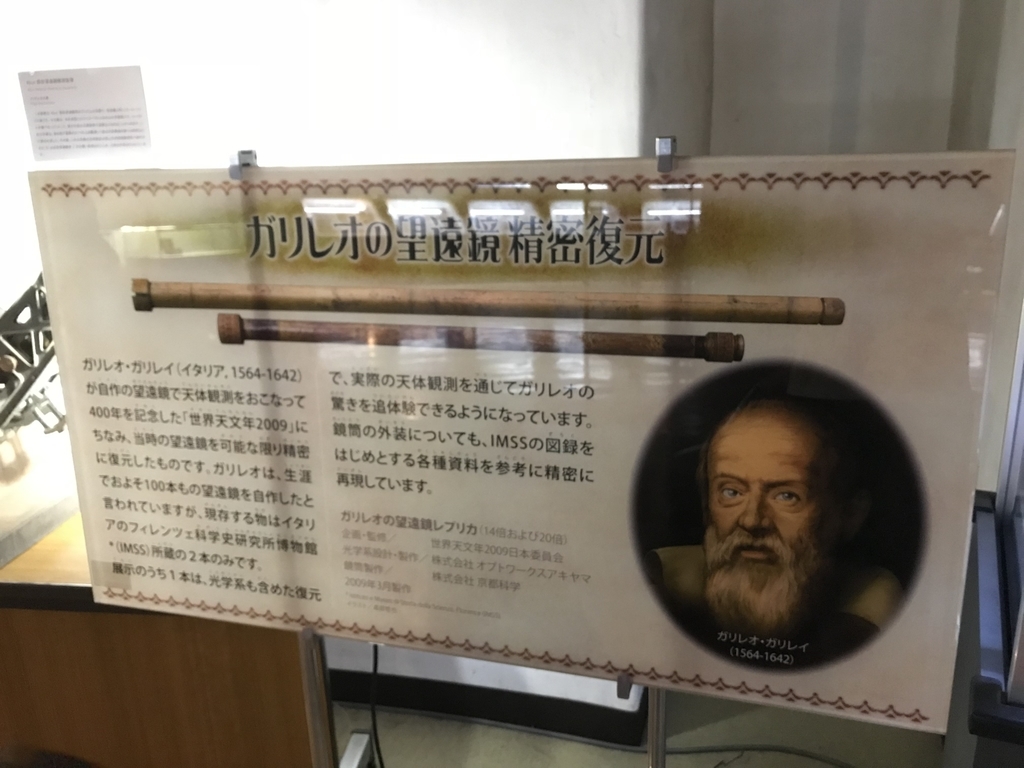 ガリレオの望遠鏡 精密復元
ガリレオ・ガリレイ(イタリア, 1564-1642)
が自作の望遠鏡で天体観測をおこなって
400年を記念した「世界天文年2009」に
ちなみ、当時の望遠鏡を可能な限り精密
に復元したものです。ガリレオは、生涯
でおよそ100本もの望遠鏡を自作したと
言われていますが、現存する物はイタリ
アのフィレンツェ科学史研究所博物館
*(IMSS)所蔵の2本のみです。
展示のうち1本は、光学系も含めた復元
で、実際の天体観測を通じてガリレオの
驚きを追体験できるようになっています。
鏡筒の外装についても、IMSSの図録を
はじめとする各種資料を参考に精密に
再現しています。
ガリレオの望遠鏡レプリカ(14倍および20倍)
企画・監修/ 世界天文年2009日本委員会
光学系設計・製作/ 株式会社 オプトワークスアキヤマ
鏡筒製作/ 株式会社 京都科学
2009年3月製作
ガリレオ・ガリレイ
(1564-1642)